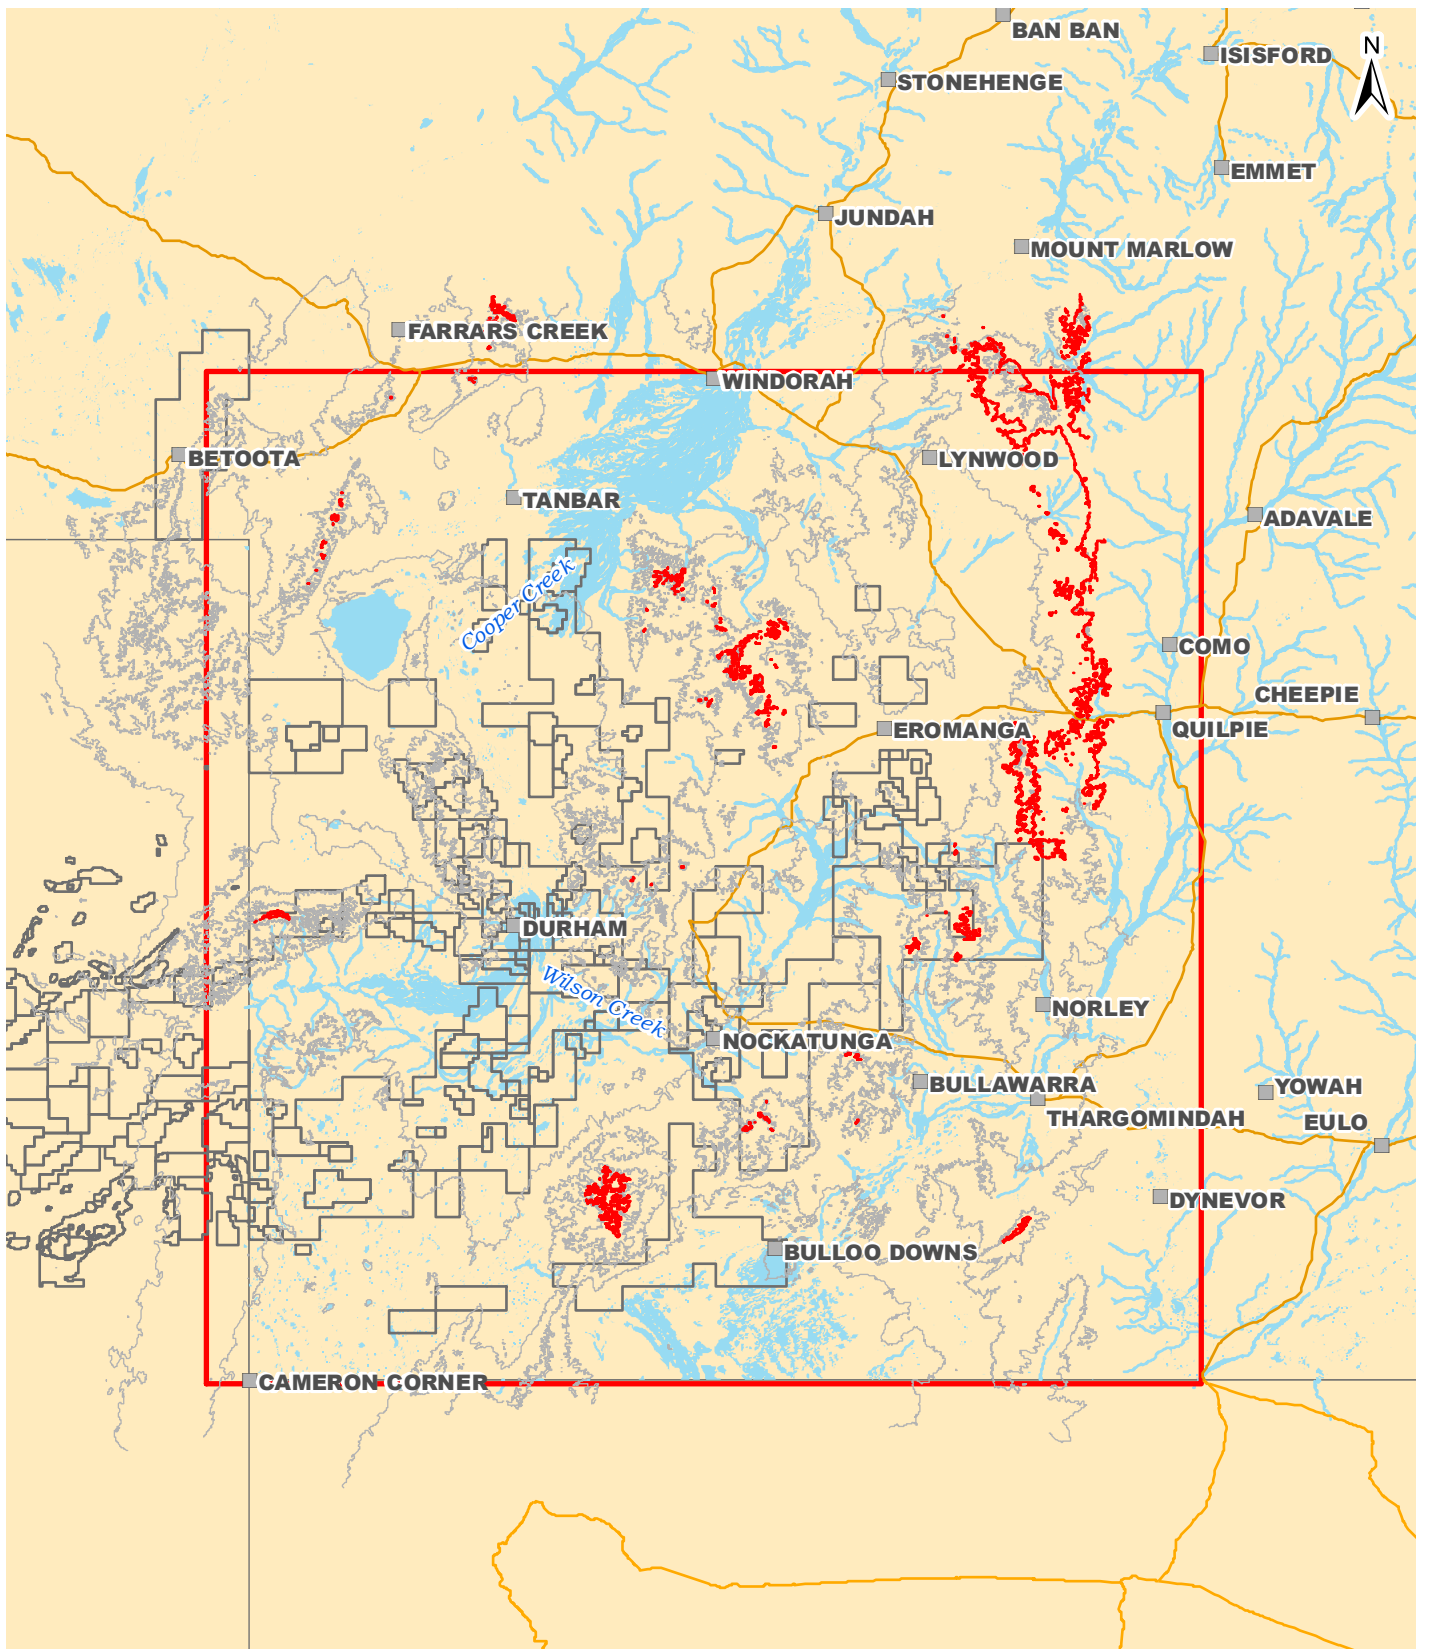 BAN BAN
ISISFORD
N
STONEHENGE
EMMET
JUNDAH
MOUNT MARLOW
FARRARS CREEK
WINDORAH
BETOOTA
LYNWOOD
TANBAR
ADAVALE
Cooper Creek
COMO
CHEEPIE
EROMANGA
QUILPIE
DURHAM
Wilson Creek
NORLEY
NOCKATUNGA
BULLAWARRA
YOWAH
THARGOMINDAH
EULO
DYNEVOR
BULLOO DOWNS
CAMERON CORNER